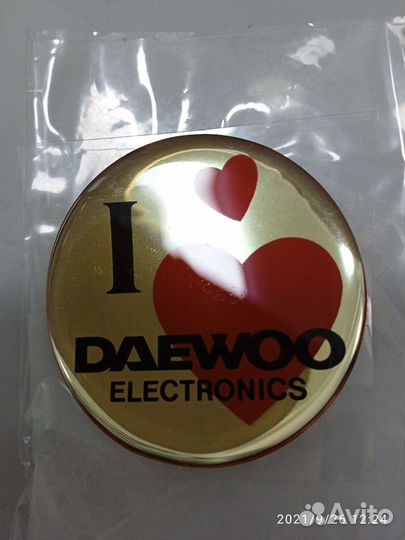 I
DAEWOO
ELECTRONICS
2021/9/26 12:24
Avito